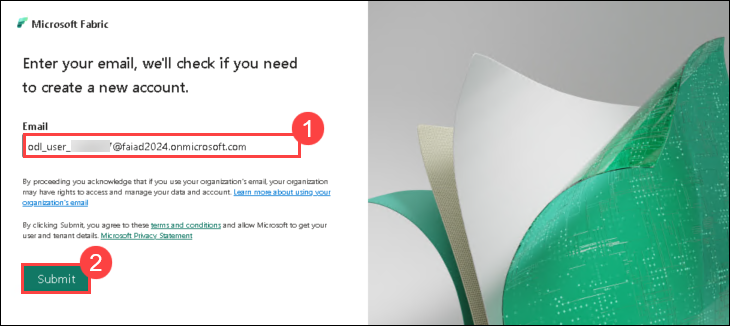 Microsoft Fabric
Enter your email, we'll check if you need
to create a new account.
Email
1
odl_user_ 7@faiad2024.onmicrosoft.com
By proceeding you acknowledge that if you use your organization's email, your organization
may have rights to access and manage your data and account. Learn more about using your
organization's email
By clicking Submit, you agree to these terms and conditions and allow Microsoft to get your
user and tenant details. Microsoft Privacy Statement
2
Submit